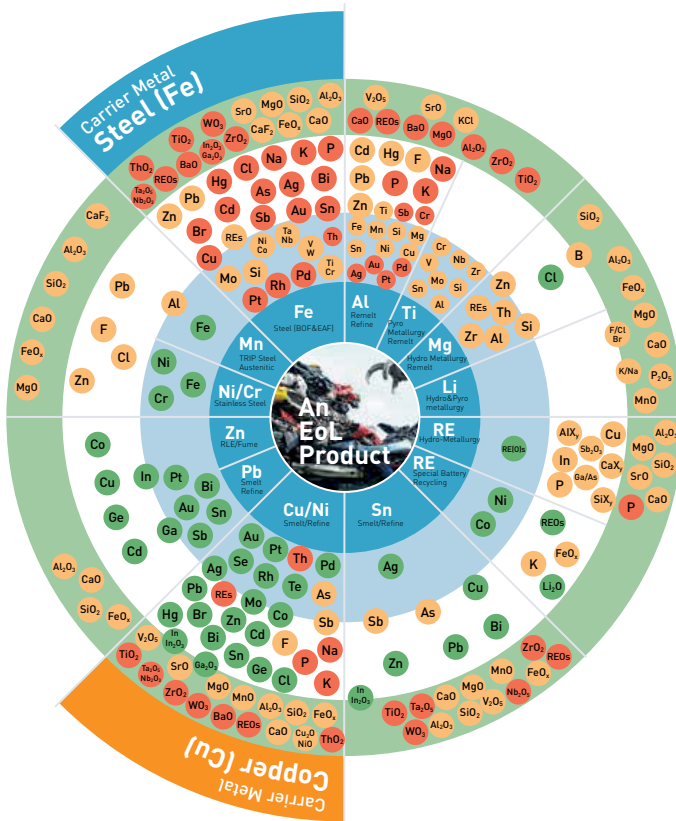 Carrier Metal
Steel (Fe)
Al₂O₃
SiO₂
MgO
SrO
WO₃
TiO₂
ThO₂
CaO
FeOₓ
CaF₂
ZrO₂
In₂O₃
Ga₂O₃
BaO
REOs
Ta₂O₅
Nb₂O₅
P
K
Na
Cl
Hg
Pb
Zn
Bi
Ag
As
Cd
Br
Sn
Au
Sb
REs
Cu
Th
V
W
Ta
Nb
Ni
Co
Si
Mo
Ti
Cr
Pd
Rh
Pt
V₂O₅
SrO
KCl
CaO
REOs
BaO
MgO
Al₂O₃
ZrO₂
TiO₂
Cd
Hg
F
Na
Pb
P
K
Zn
Ti
Sb
Cr
Fe
Mn
Si
Mg
Sn
Ni
Cu
Cr
Nb
Zr
Ag
Au
Pd
V
Mo
Si
Pt
Sn
Al
Zn
REs
Th
Si
Zr
Al
SiO₂
B
Cl
Al₂O₃
FeOₓ
MgO
F/Cl
Br
CaO
K/Na
P₂O₅
MnO
CaF₂
Al₂O₃
SiO₂
CaO
FeOₓ
MgO
Pb
F
Cl
Zn
Al
Fe
Ni
Fe
Cr
Fe
Steel (BOF&EAF)
Al
Remelt
Refine
Ti
Pyro
Metallurgy
Remelt
Mg
Hydro Metallurgy
Remelt
Li
Hydro&Pyro
metallurgy
RE
Hydro-Metallurgy
RE
Special Battery
Recycling
Sn
Smelt/Refine
Cu/Ni
Smelt/Refine
Pb
Smelt
Refine
Zn
RLE/Fume
Ni/Cr
Stainless Steel
Mn
TRIP Steel
Austenitic
An
EoL
Product
RE(O)s
AlXᵧ
Cu
Sb₂O₃
In
CaXᵧ
Ga/As
P
SiXᵧ
Al₂O₃
MgO
SiO₂
SrO
CaO
P
Ni
Co
REOs
K
FeOₓ
Li₂O
Ag
Cu
As
Sb
Bi
Pb
Zn
In
In₂O₃
ZrO₂
REOs
MnO
FeOₓ
MgO
Nb₂O₅
CaO
V₂O₅
Ta₂O₅
SiO₂
TiO₂
Al₂O₃
WO₃
Co
Cu
Ge
Cd
In
Pt
Bi
Au
Sn
Ga
Sb
Al₂O₃
CaO
SiO₂
FeOₓ
Au
Pt
Th
Pd
Ag
Se
Rh
Te
As
Pb
REs
Mo
Co
Sb
Hg
Br
Zn
Cd
F
Na
In
In₂O₃
Bi
Sn
Ge
P
Cl
K
V₂O₅
Ga₂O₃
SrO
TiO₂
Ta₂O₅
Nb₂O₅
MgO
MnO
Al₂O₃
SiO₂
FeOₓ
ZrO₂
WO₃
BaO
REOs
CaO
Cu₂O
NiO
ThO₂
Copper (Cu)
Carrier Metal